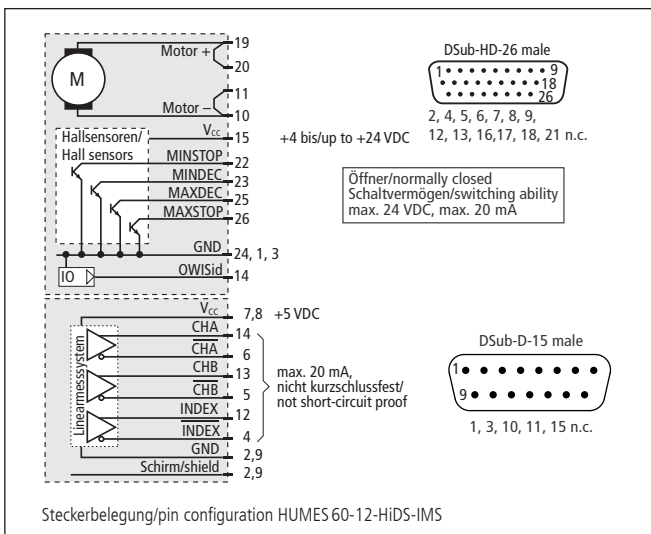 19
Motor +
20
M
11
Motor –
10
Hallsensoren/
Hall sensors
VCC
15
+4 bis/up to +24 VDC
MINSTOP
22
MINDEC
23
MAXDEC
25
MAXSTOP
26
GND
24, 1, 3
IO
OWISid
14
DSub-HD-26 male
1
9
18
26
2, 4, 5, 6, 7, 8, 9,
12, 13, 16,17, 18, 21 n.c.
Öffner/normally closed
Schaltvermögen/switching ability
max. 24 VDC, max. 20 mA
Linearmesssystem
VCC
7,8
+5 VDC
CHA
14
CHA
6
CHB
13
CHB
5
INDEX
12
INDEX
4
GND
2,9
Schirm/shield
2,9
max. 20 mA,
nicht kurzschlussfest/
not short-circuit proof
DSub-D-15 male
1
9
1, 3, 10, 11, 15 n.c.
Steckerbelegung/pin configuration HUMES 60-12-HiDS-IMS